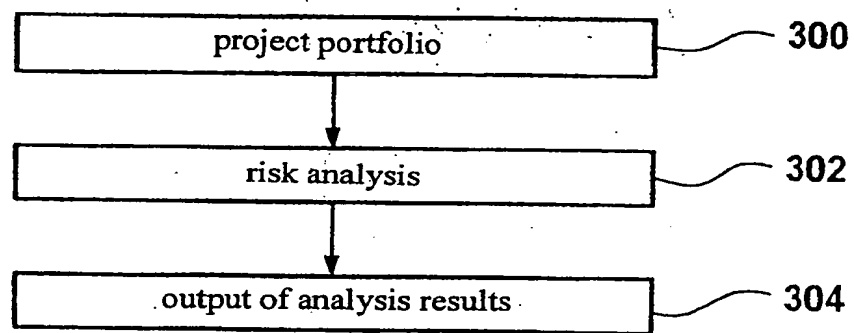 project portfolio 300
risk analysis 302
output of analysis results 304